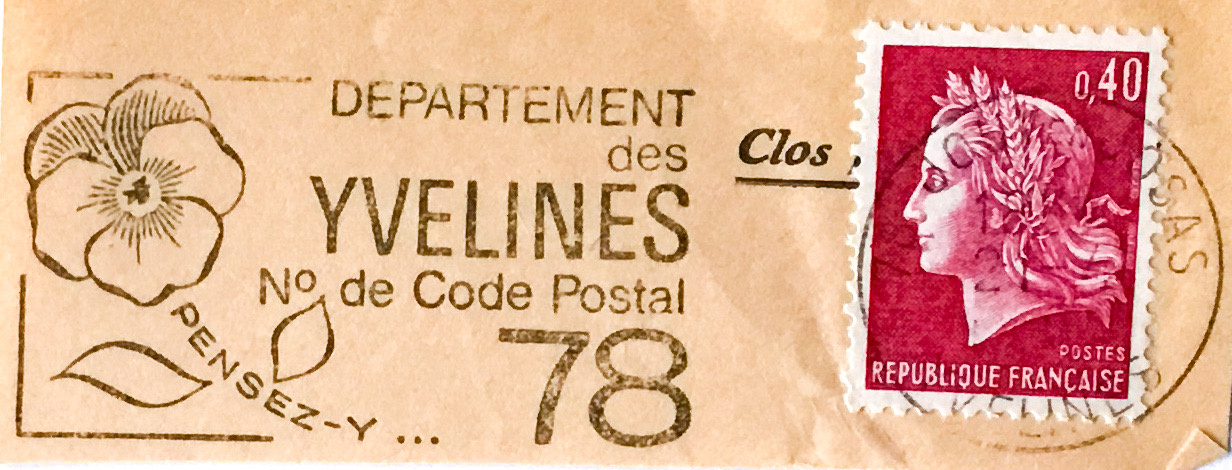 DEPARTEMENT
des
YVELINES
Nº de Code Postal
78
PENSEZ-Y ...
Clos
0,40
POSTES
REPUBLIQUE FRANÇAISE